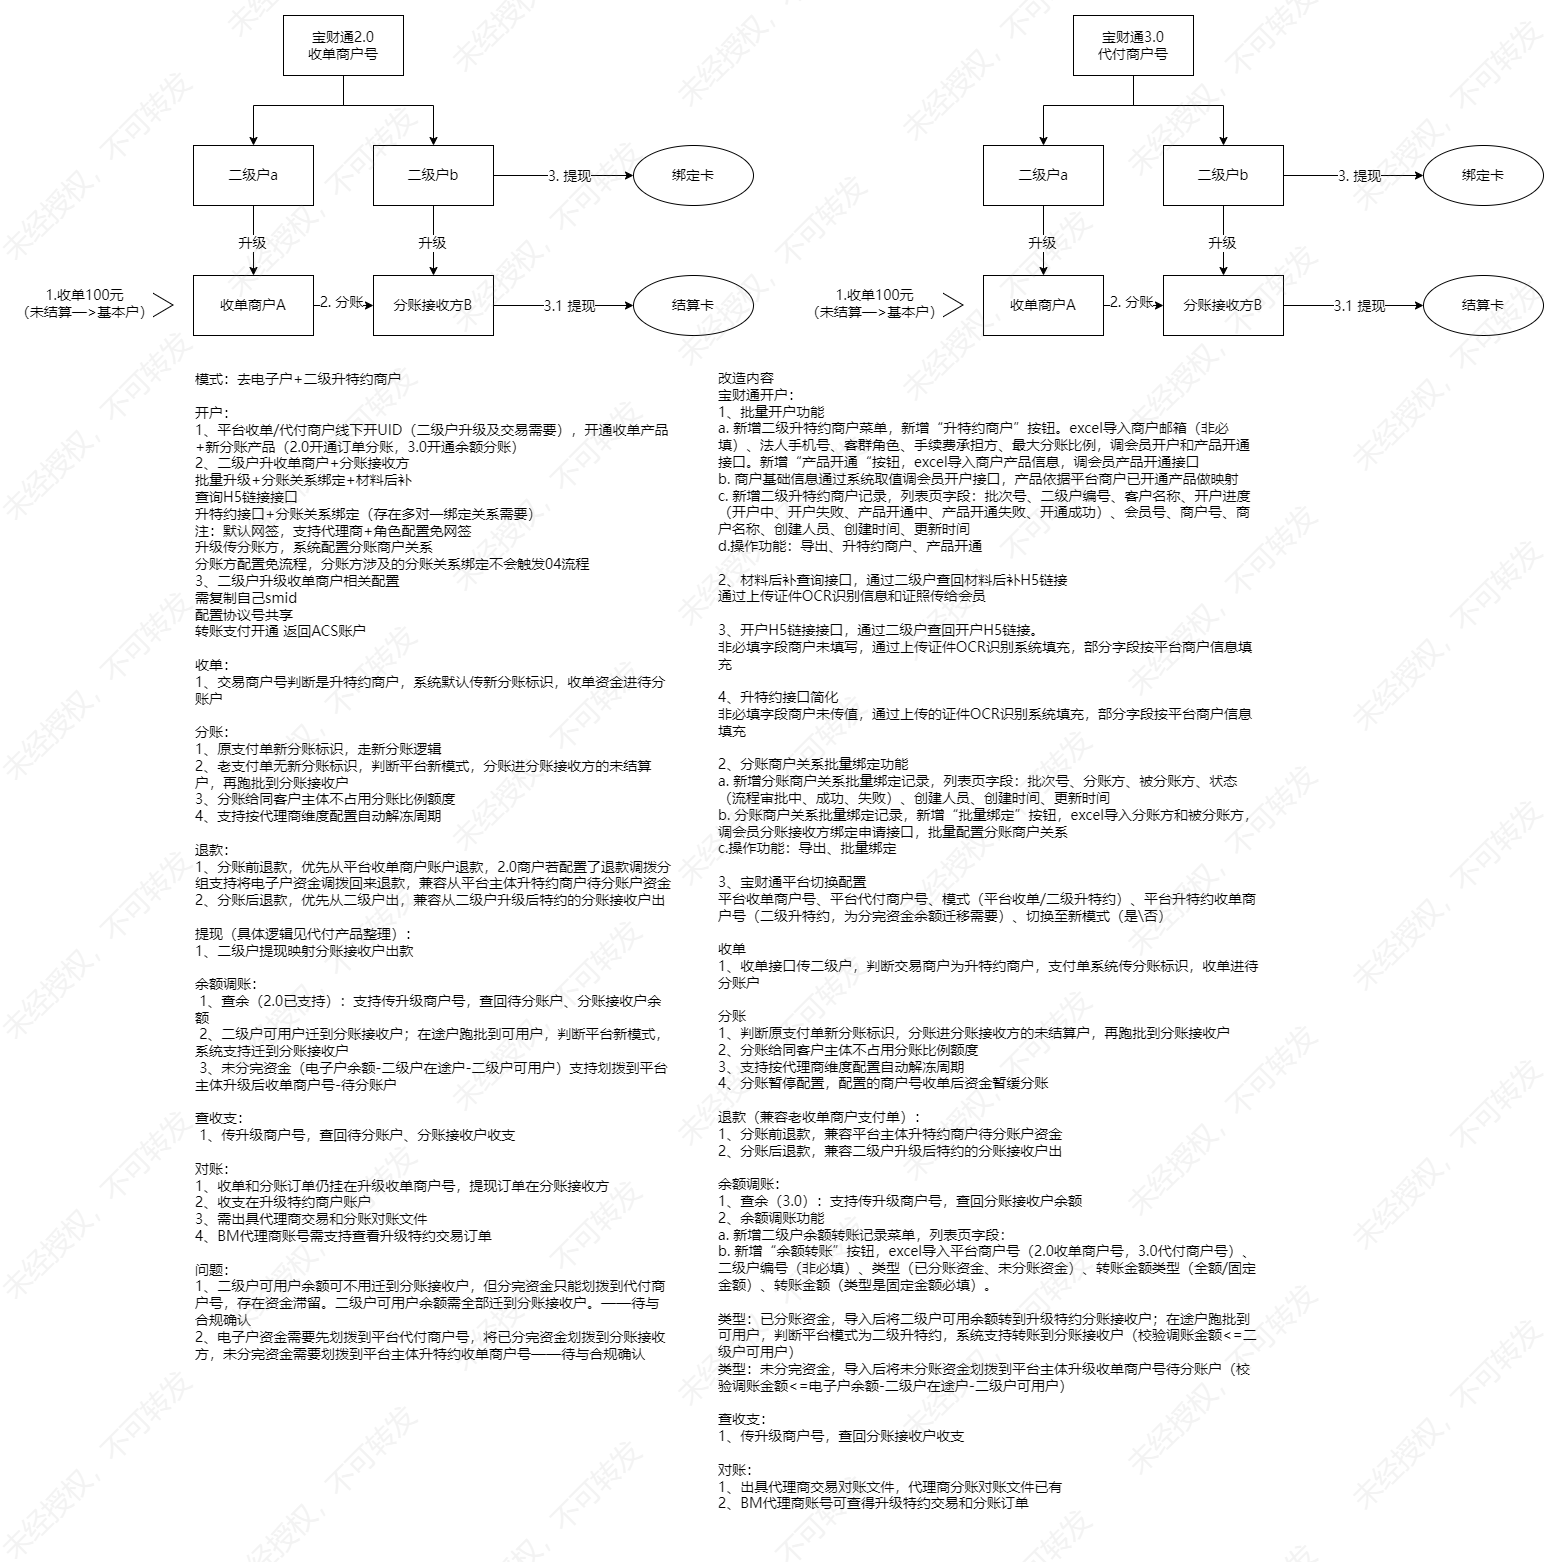 宝财通2.0
收单商户号
二级户a
二级户b
3. 提现
绑定卡
升级
升级
1.收单100元
（未结算—>基本户）
收单商户A
2. 分账
分账接收方B
3.1 提现
结算卡
宝财通3.0
代付商户号
二级户a
二级户b
3. 提现
绑定卡
升级
升级
1.收单100元
（未结算—>基本户）
收单商户A
2. 分账
分账接收方B
3.1 提现
结算卡
模式：去电子户+二级升特约商户
开户：
1、平台收单/代付商户线下开UID（二级户升级及交易需要），开通收单产品
+新分账产品（2.0开通订单分账，3.0开通余额分账）
2、二级户升收单商户+分账接收方
批量升级+分账关系绑定+材料后补
查询H5链接接口
升特约接口+分账关系绑定（存在多对一绑定关系需要）
注：默认网签，支持代理商+角色配置免网签
升级传分账方，系统配置分账商户关系
分账方配置免流程，分账方涉及的分账关系绑定不会触发04流程
3、二级户升级收单商户相关配置
需复制自己smid
配置协议号共享
转账支付开通 返回ACS账户
收单：
1、交易商户号判断是升特约商户，系统默认传新分账标识，收单资金进待分
账户
分账：
1、原支付单新分账标识，走新分账逻辑
2、老支付单无新分账标识，判断平台新模式，分账进分账接收方的未结算
户，再跑批到分账接收户
3、分账给同客户主体不占用分账比例额度
4、支持按代理商维度配置自动解冻周期
退款：
1、分账前退款，优先从平台收单商户账户退款，2.0商户若配置了退款调拨分
组支持将电子户资金调拨回来退款，兼容从平台主体升特约商户待分账户资金
2、分账后退款，优先从二级户出，兼容从二级户升级后特约的分账接收户出
提现（具体逻辑见代付产品整理）：
1、二级户提现映射分账接收户出款
余额调账：
1、查余（2.0已支持）：支持传升级商户号，查回待分账户、分账接收户余
额
2、二级户可用户迁到分账接收户；在途户跑批到可用户，判断平台新模式，
系统支持迁到分账接收户
3、未分完资金（电子户余额-二级户在途户-二级户可用户）支持划拨到平台
主体升级后收单商户号-待分账户
查收支：
1、传升级商户号，查回待分账户、分账接收户收支
对账：
1、收单和分账订单仍挂在升级收单商户号，提现订单在分账接收方
2、收支在升级特约商户账户
3、需出具代理商交易和分账对账文件
4、BM代理商账号需支持查看升级特约交易订单
问题：
1、二级户可用户余额可不用迁到分账接收户，但分完资金只能划拨到代付商
户号，存在资金滞留。二级户可用户余额需全部迁到分账接收户。——待与
合规确认
2、电子户资金需要先划拨到平台代付商户号，将已分完资金划拨到分账接收
方，未分完资金需要划拨到平台主体升特约收单商户号——待与合规确认
改造内容
宝财通开户：
1、批量开户功能
a. 新增二级升特约商户菜单，新增“升特约商户”按钮。excel导入商户邮箱（非必
填）、法人手机号、客群角色、手续费承担方、最大分账比例，调会员开户和产品开通
接口。新增“产品开通“按钮，excel导入商户产品信息，调会员产品开通接口
b. 商户基础信息通过系统取值调会员开户接口，产品依据平台商户已开通产品做映射
c. 新增二级升特约商户记录，列表页字段：批次号、二级户编号、客户名称、开户进度
（开户中、开户失败、产品开通中、产品开通失败、开通成功）、会员号、商户号、商
户名称、创建人员、创建时间、更新时间
d.操作功能：导出、升特约商户、产品开通
2、材料后补查询接口，通过二级户查回材料后补H5链接
通过上传证件OCR识别信息和证照传给会员
3、开户H5链接接口，通过二级户查回开户H5链接。
非必填字段商户未填写，通过上传证件OCR识别系统填充，部分字段按平台商户信息填
充
4、升特约接口简化
非必填字段商户未传值，通过上传的证件OCR识别系统填充，部分字段按平台商户信息
填充
2、分账商户关系批量绑定功能
a. 新增分账商户关系批量绑定记录，列表页字段：批次号、分账方、被分账方、状态
（流程审批中、成功、失败）、创建人员、创建时间、更新时间
b. 分账商户关系批量绑定记录，新增“批量绑定”按钮，excel导入分账方和被分账方，
调会员分账接收方绑定申请接口，批量配置分账商户关系
c.操作功能：导出、批量绑定
3、宝财通平台切换配置
平台收单商户号、平台代付商户号、模式（平台收单/二级升特约）、平台升特约收单商
户号（二级升特约，为分完资金余额迁移需要）、切换至新模式（是\否）
收单
1、收单接口传二级户，判断交易商户为升特约商户，支付单系统传分账标识，收单进待
分账户
分账
1、判断原支付单新分账标识，分账进分账接收方的未结算户，再跑批到分账接收户
2、分账给同客户主体不占用分账比例额度
3、支持按代理商维度配置自动解冻周期
4、分账暂停配置，配置的商户号收单后资金暂缓分账
退款（兼容老收单商户支付单）：
1、分账前退款，兼容平台主体升特约商户待分账户资金
2、分账后退款，兼容二级户升级后特约的分账接收户出
余额调账：
1、查余（3.0）：支持传升级商户号，查回分账接收户余额
2、余额调账功能
a. 新增二级户余额转账记录菜单，列表页字段：
b. 新增“余额转账”按钮，excel导入平台商户号（2.0收单商户号，3.0代付商户号）、
二级户编号（非必填）、类型（已分账资金、未分账资金）、转账金额类型（全额/固定
金额）、转账金额（类型是固定金额必填）。
类型：已分账资金，导入后将二级户可用余额转到升级特约分账接收户；在途户跑批到
可用户，判断平台模式为二级升特约，系统支持转账到分账接收户（校验调账金额<=二
级户可用户）
类型：未分完资金，导入后将未分账资金划拨到平台主体升级收单商户号待分账户（校
验调账金额<=电子户余额-二级户在途户-二级户可用户）
查收支：
1、传升级商户号，查回分账接收户收支
对账：
1、出具代理商交易对账文件，代理商分账对账文件已有
2、BM代理商账号可查得升级特约交易和分账订单
未经授权，不可转发